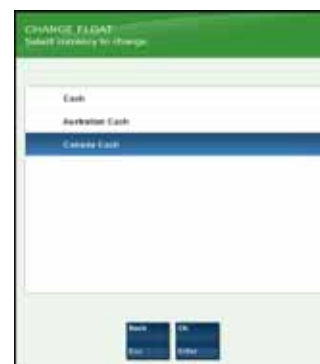 CHANGE FLOAT
Select currency to change
Cash
Australian Cash
Canada Cash
Back
Esc
Ok
Enter